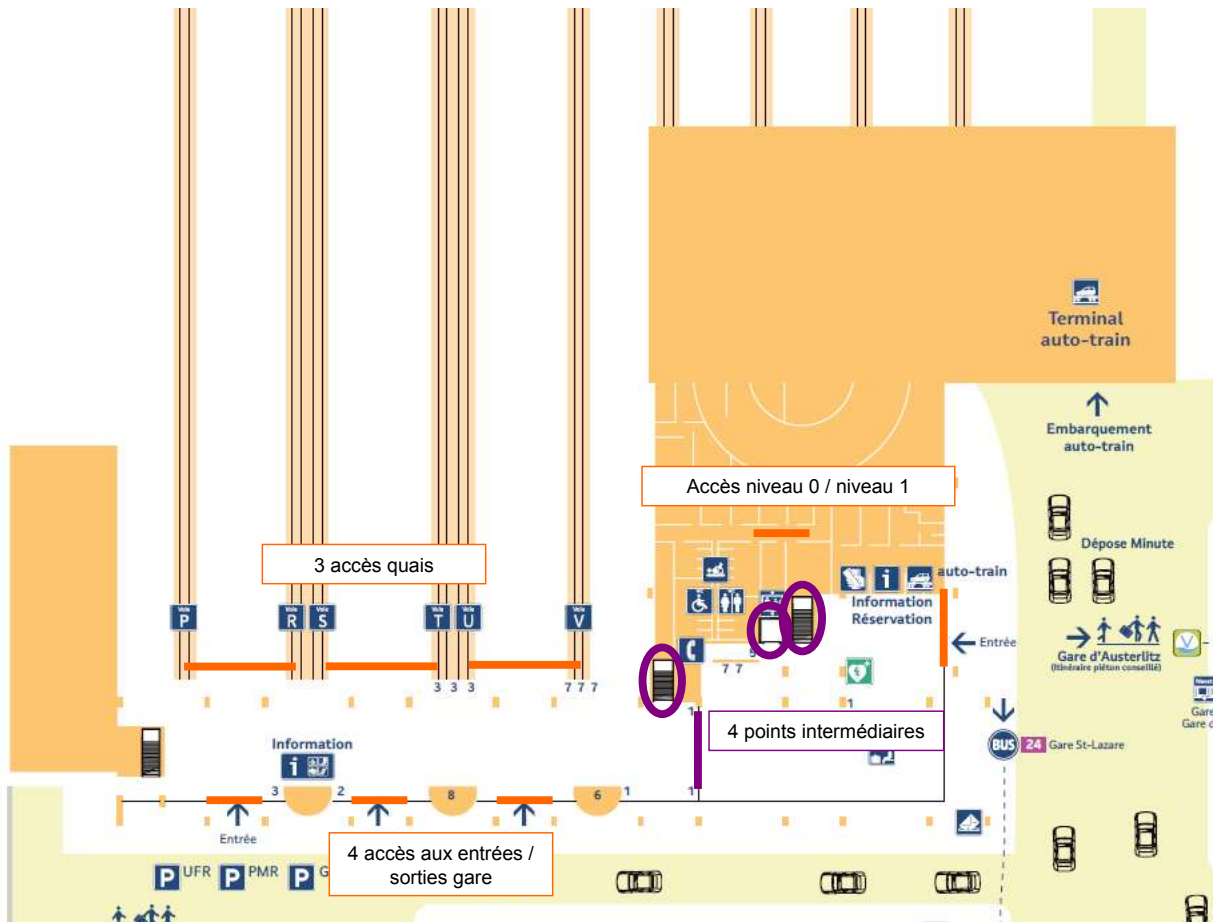 Terminal
auto-train
Embarquement
auto-train
Accès niveau 0 / niveau 1
Dépose Minute
3 accès quais
auto-train
Information
Réservation
Voie P
Voie R
Voie S
Voie T
Voie U
Voie V
Entrée
Gare d'Austerlitz
(Itinéraire piéton conseillé)
3 3 3
7 7 7
7 7
1
1
4 points intermédiaires
BUS 24 Gare St-Lazare
Information
i
3
2
8
6
1
1
Entrée
4 accès aux entrées /
sorties gare
P UFR P PMR P G